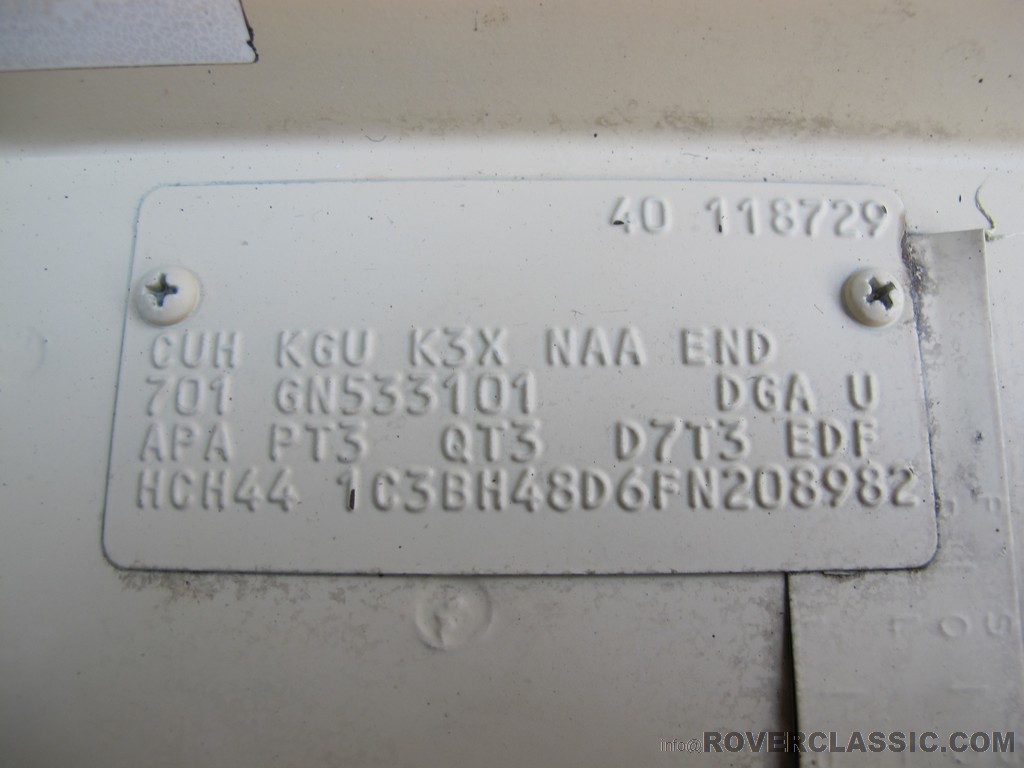 40 118729
CUH KGU K3X NAA END
701 GN533101 DGA U
APA PT3 QT3 D7T3 EDF
HCH44 1C3BH48D6FN208982
info@ROVERCLASSIC.COM